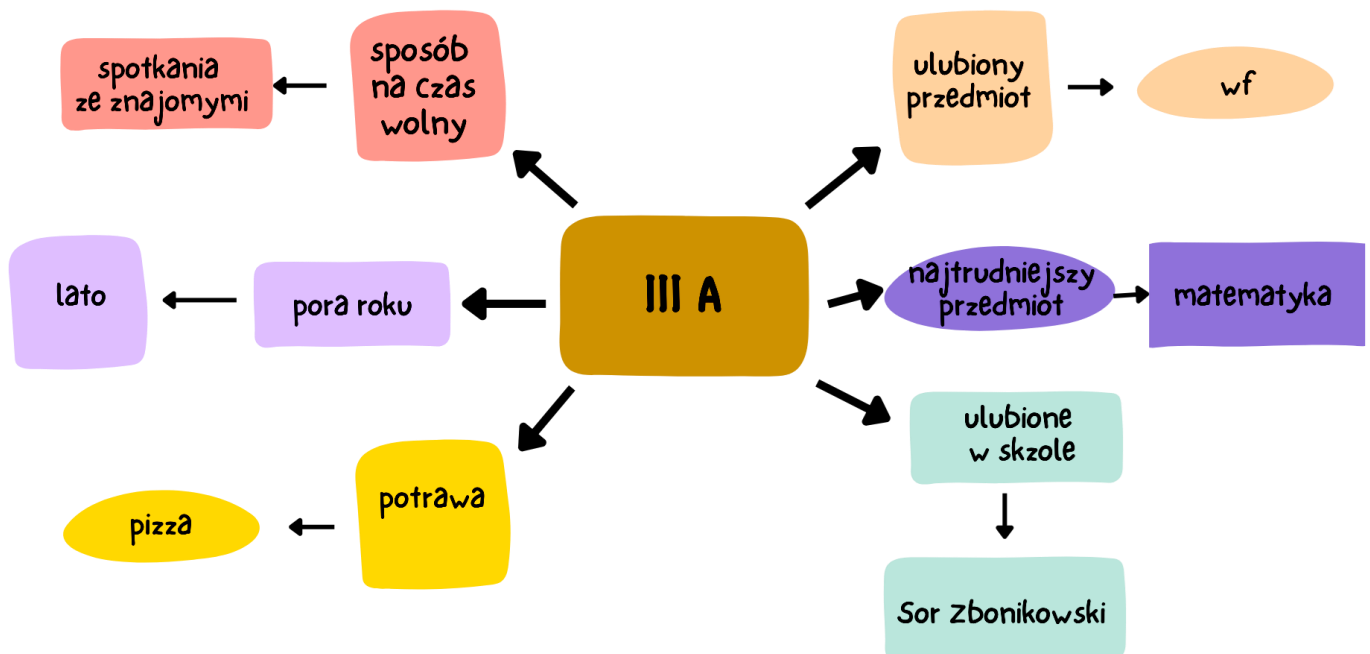 spotkania
ze znajomymi
sposób
na czas
wolny
ulubiony
przedmiot
wf
lato
pora roku
III A
najtrudniejszy
przedmiot
matematyka
ulubione
w skzole
pizza
potrawa
Sor Zbonikowski